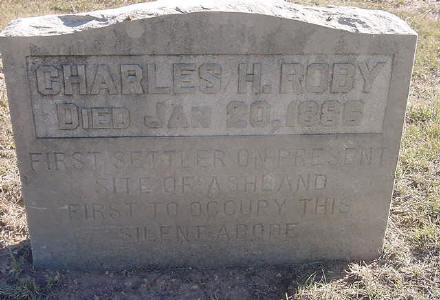 CHARLES H. ROBY
DIED JAN 20, 1886
FIRST SETTLER ON PRESENT
SITE OF ASHLAND
FIRST TO OCCUPY THIS
SILENT ABODE